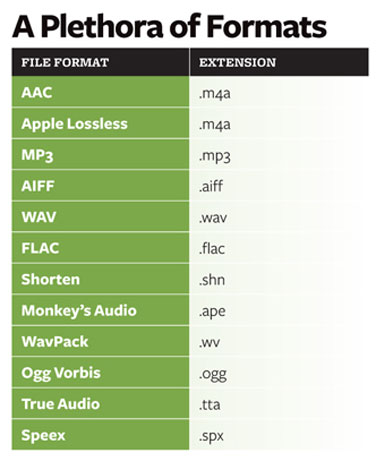 A Plethora of Formats
FILE FORMAT EXTENSION
AAC .m4a
Apple Lossless .m4a
MP3 .mp3
AIFF .aiff
WAV .wav
FLAC .flac
Shorten .shn
Monkey's Audio .ape
WavPack .wv
Ogg Vorbis .ogg
True Audio .tta
Speex .spx